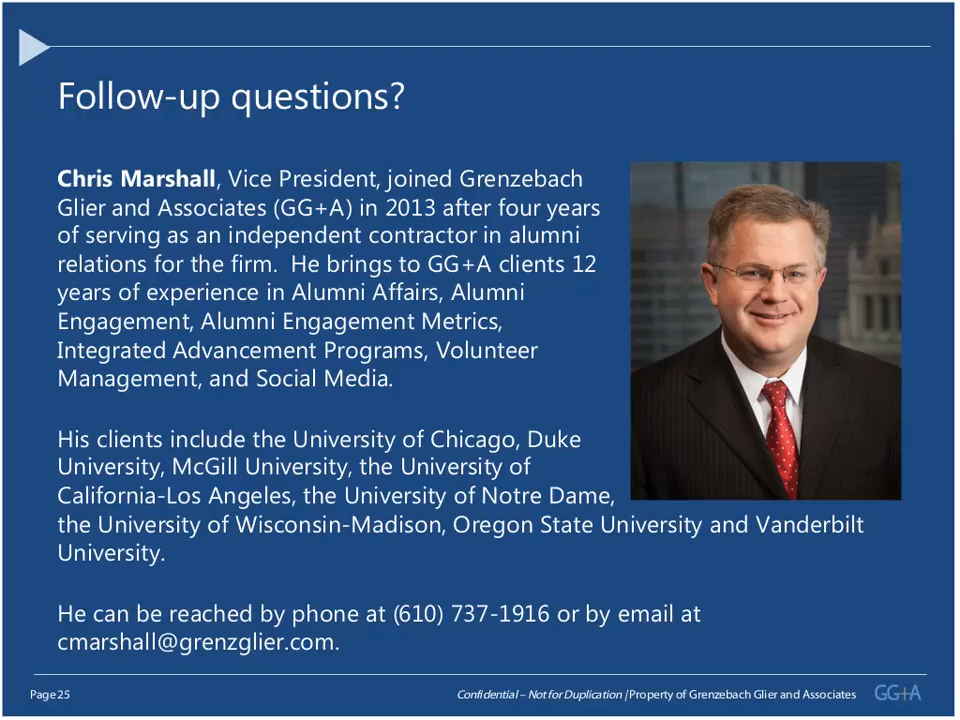 Follow-up questions?
Chris Marshall, Vice President, joined Grenzebach
Glier and Associates (GG+A) in 2013 after four years
of serving as an independent contractor in alumni
relations for the firm. He brings to GG+A clients 12
years of experience in Alumni Affairs, Alumni
Engagement, Alumni Engagement Metrics,
Integrated Advancement Programs, Volunteer
Management, and Social Media.
His clients include the University of Chicago, Duke
University, McGill University, the University of
California-Los Angeles, the University of Notre Dame,
the University of Wisconsin-Madison, Oregon State University and Vanderbilt
University.
He can be reached by phone at (610) 737-1916 or by email at
cmarshall@grenzglier.com.
Page 25
Confidential – Not for Duplication | Property of Grenzebach Glier and Associates
GG+A